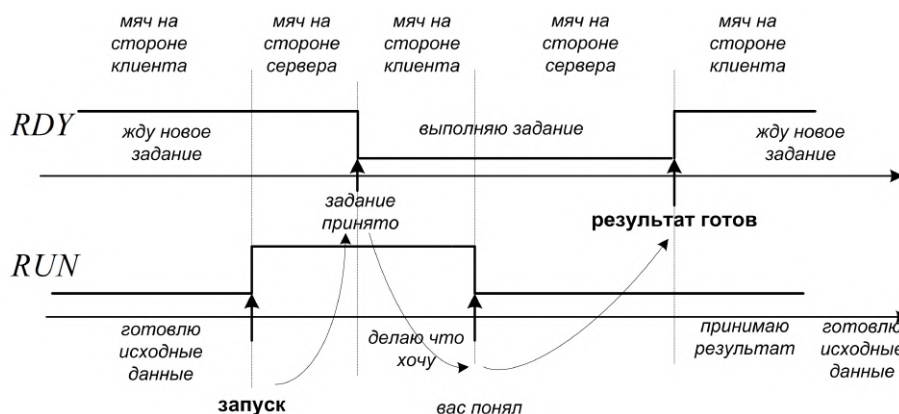 мяч на
стороне
клиента
мяч на
стороне
сервера
мяч на
стороне
клиента
мяч на
стороне
сервера
мяч на
стороне
клиента
RDY
жду новое
задание
выполняю задание
жду новое
задание
задание
принято
результат готов
RUN
готовлю
исходные
данные
делаю что
хочу
принимаю
результат
готовлю
исходные
данные
запуск
вас понял